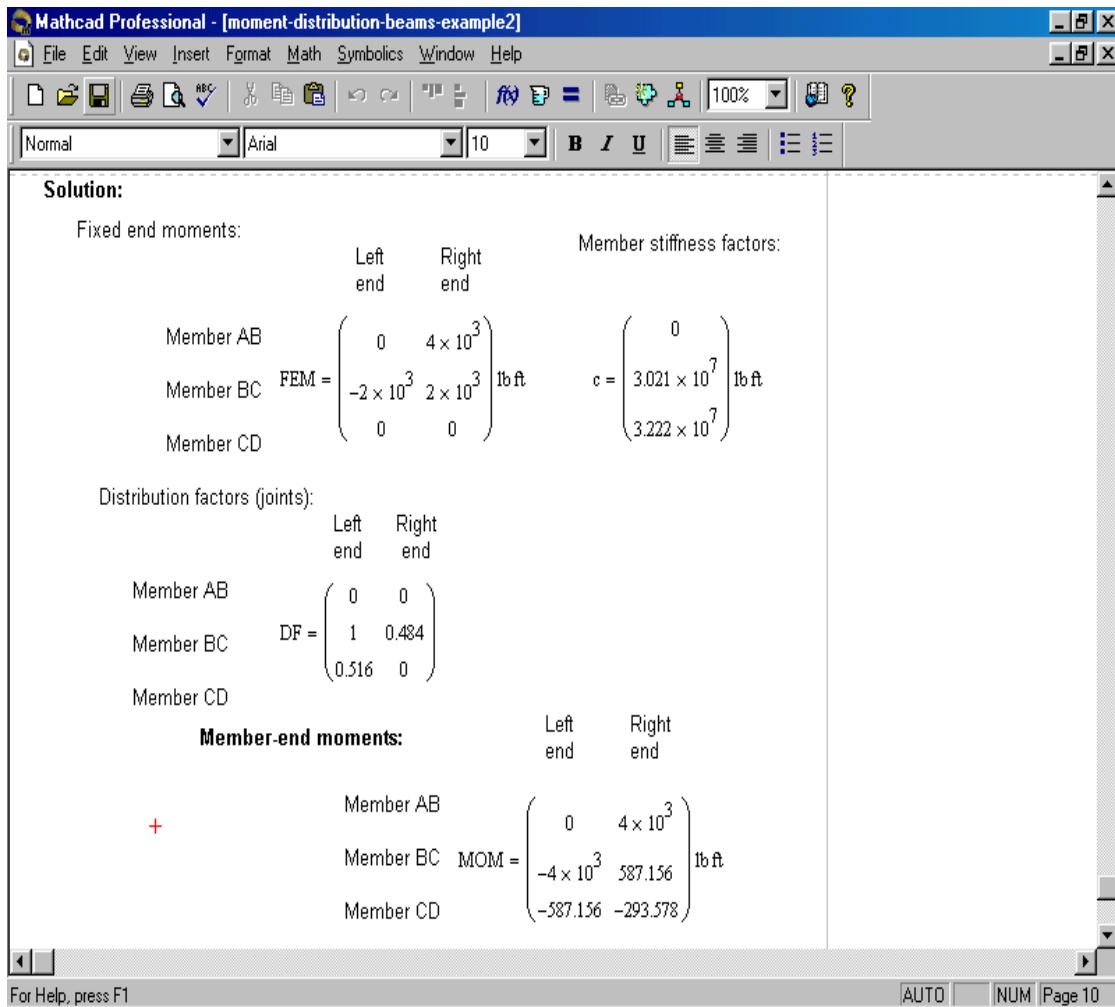 Mathcad Professional - [moment-distribution-beams-example2]
File Edit View Insert Format Math Symbolics Window Help
100%
Normal Arial 10 B I U
Solution:
Fixed end moments:
Member stiffness factors:
Left end Right end
Member AB
Member BC
Member CD
FEM = ( 0 4 × 10^3
-2 × 10^3 2 × 10^3
0 0 ) lb ft
c = ( 0
3.021 × 10^7
3.222 × 10^7 ) lb ft
Distribution factors (joints):
Left end Right end
Member AB
Member BC
Member CD
DF = ( 0 0
1 0.484
0.516 0 )
Member-end moments:
Left end Right end
Member AB
Member BC
Member CD
MOM = ( 0 4 × 10^3
-4 × 10^3 587.156
-587.156 -293.578 ) lb ft
For Help, press F1 AUTO NUM Page 10